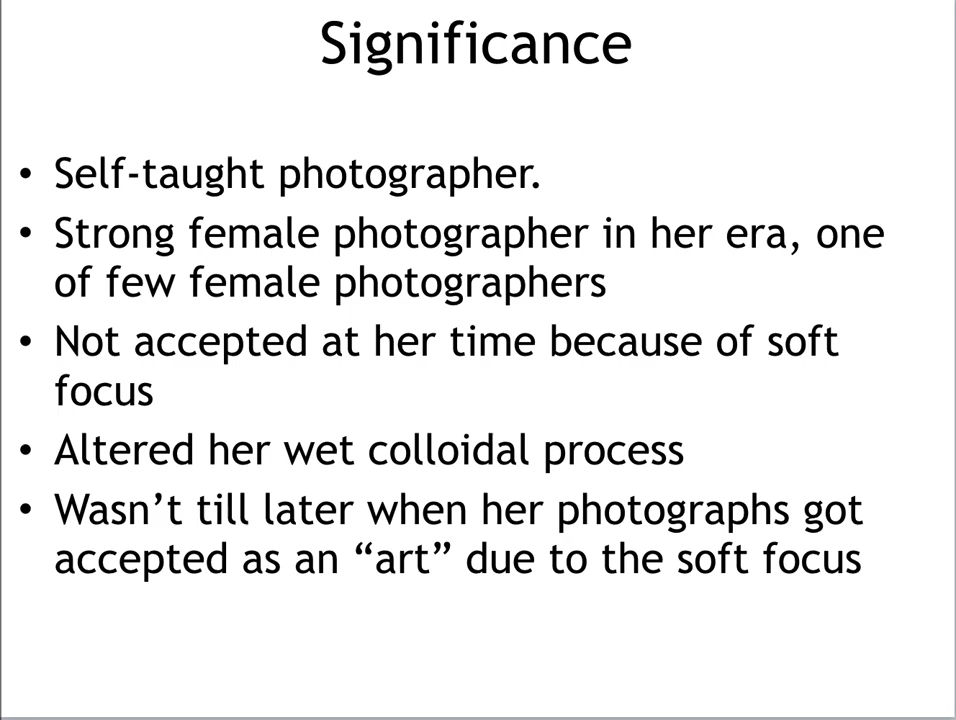 Significance
• Self-taught photographer.
• Strong female photographer in her era, one
of few female photographers
• Not accepted at her time because of soft
focus
• Altered her wet colloidal process
• Wasn’t till later when her photographs got
accepted as an “art” due to the soft focus